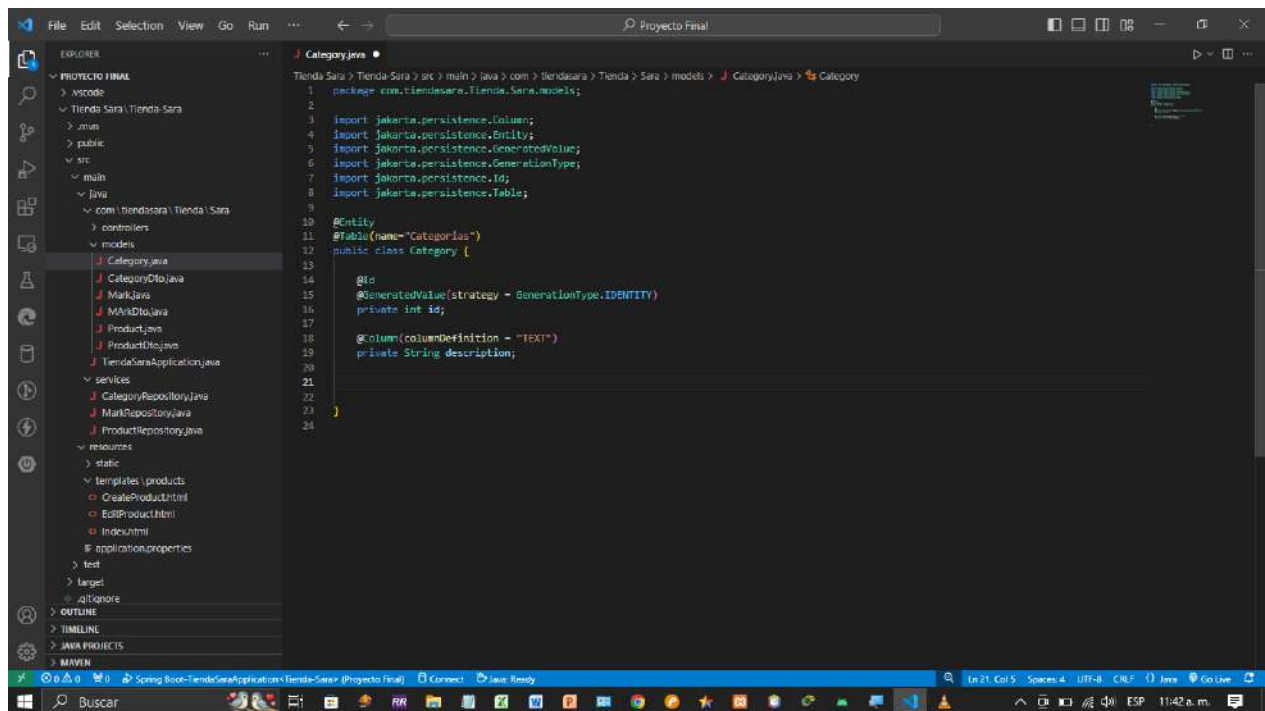 File Edit Selection View Go Run ··· Proyecto Final
EXPLORER ···
PROYECTO FINAL
> .vscode
Tienda Sara \ Tienda-Sara
> .mvn
> public
src
main
java
com \ tiendasara \ Tienda \ Sara
> controllers
models
Category.java
CategoryDto.java
Mark.java
MArkDto.java
Product.java
ProductDto.java
TiendaSaraApplication.java
services
CategoryRepository.java
MarkRepository.java
ProductRepository.java
resources
> static
templates \ products
CreateProduct.html
EditProduct.html
Index.html
application.properties
> test
> target
.gitignore
> OUTLINE
> TIMELINE
> JAVA PROJECTS
> MAVEN
Category.java
Tienda Sara > Tienda-Sara > src > main > java > com > tiendasara > Tienda > Sara > models > Category.java > Category
1 package com.tiendasara.Tienda.Sara.models;
2
3 import jakarta.persistence.Column;
4 import jakarta.persistence.Entity;
5 import jakarta.persistence.GeneratedValue;
6 import jakarta.persistence.GenerationType;
7 import jakarta.persistence.Id;
8 import jakarta.persistence.Table;
9
10 @Entity
11 @Table(name="Categorias")
12 public class Category {
13
14 @Id
15 @GeneratedValue(strategy = GenerationType.IDENTITY)
16 private int id;
17
18 @Column(columnDefinition = "TEXT")
19 private String description;
20
21
22
23 }
24
0 0 0 Spring Boot-TiendaSaraApplication<Tienda-Sara> (Proyecto Final) Connect Java: Ready Ln 21, Col 5 Spaces: 4 UTF-8 CRLF {} Java Go Live
Buscar ESP 11:42 a. m.